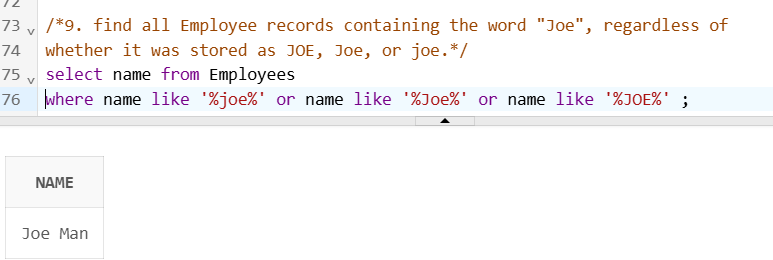 72
73 /*9. find all Employee records containing the word "Joe", regardless of
74 whether it was stored as JOE, Joe, or joe.*/
75 select name from Employees
76 where name like '%joe%' or name like '%Joe%' or name like '%JOE%' ;
NAME
Joe Man